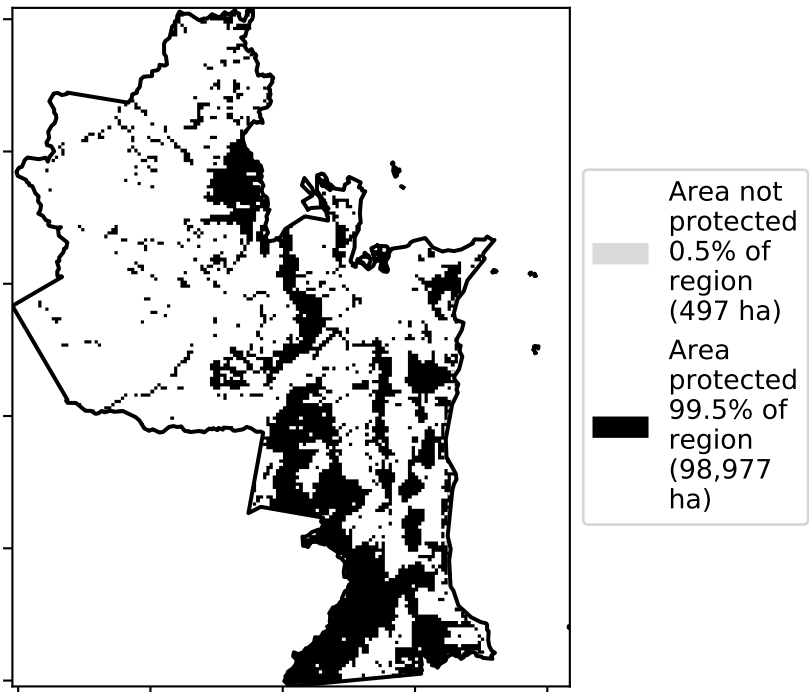 Area not
protected
0.5% of
region
(497 ha)
Area
protected
99.5% of
region
(98,977
ha)